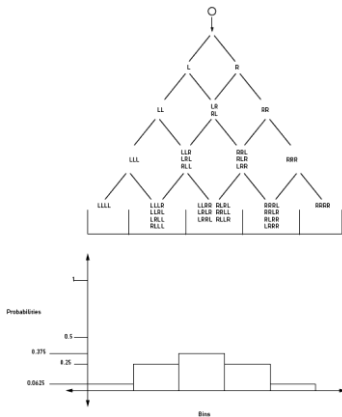 L R
LL LR RR
RL
LLL LLR RRL RRR
LRL RLR
RLL LRR
LLLL LLLR LLRR RLRL RRRL RRRR
LLRL LRLR RRLL RRLR
LRLL LRRL RLLR RLRR
RLLL LRRR
1
Probabilities
0.5
0.375
0.25
0.0625
Bins